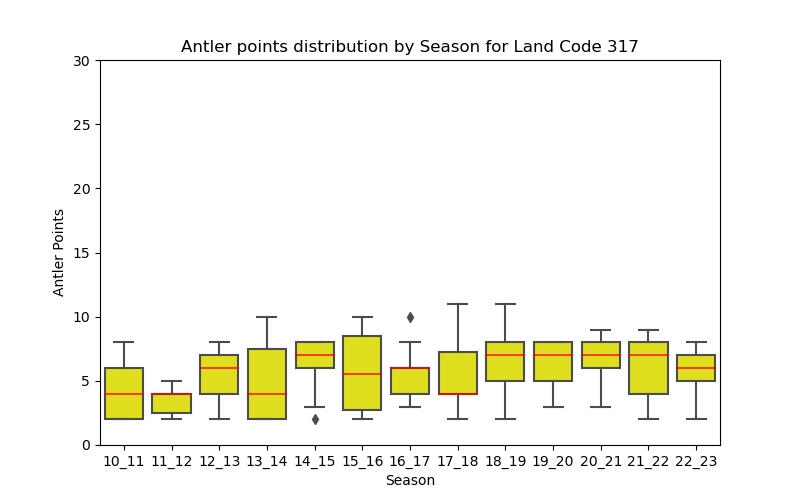 Antler points distribution by Season for Land Code 317
30
25
20
15
10
5
0
Antler Points
10_11 11_12 12_13 13_14 14_15 15_16 16_17 17_18 18_19 19_20 20_21 21_22 22_23
Season